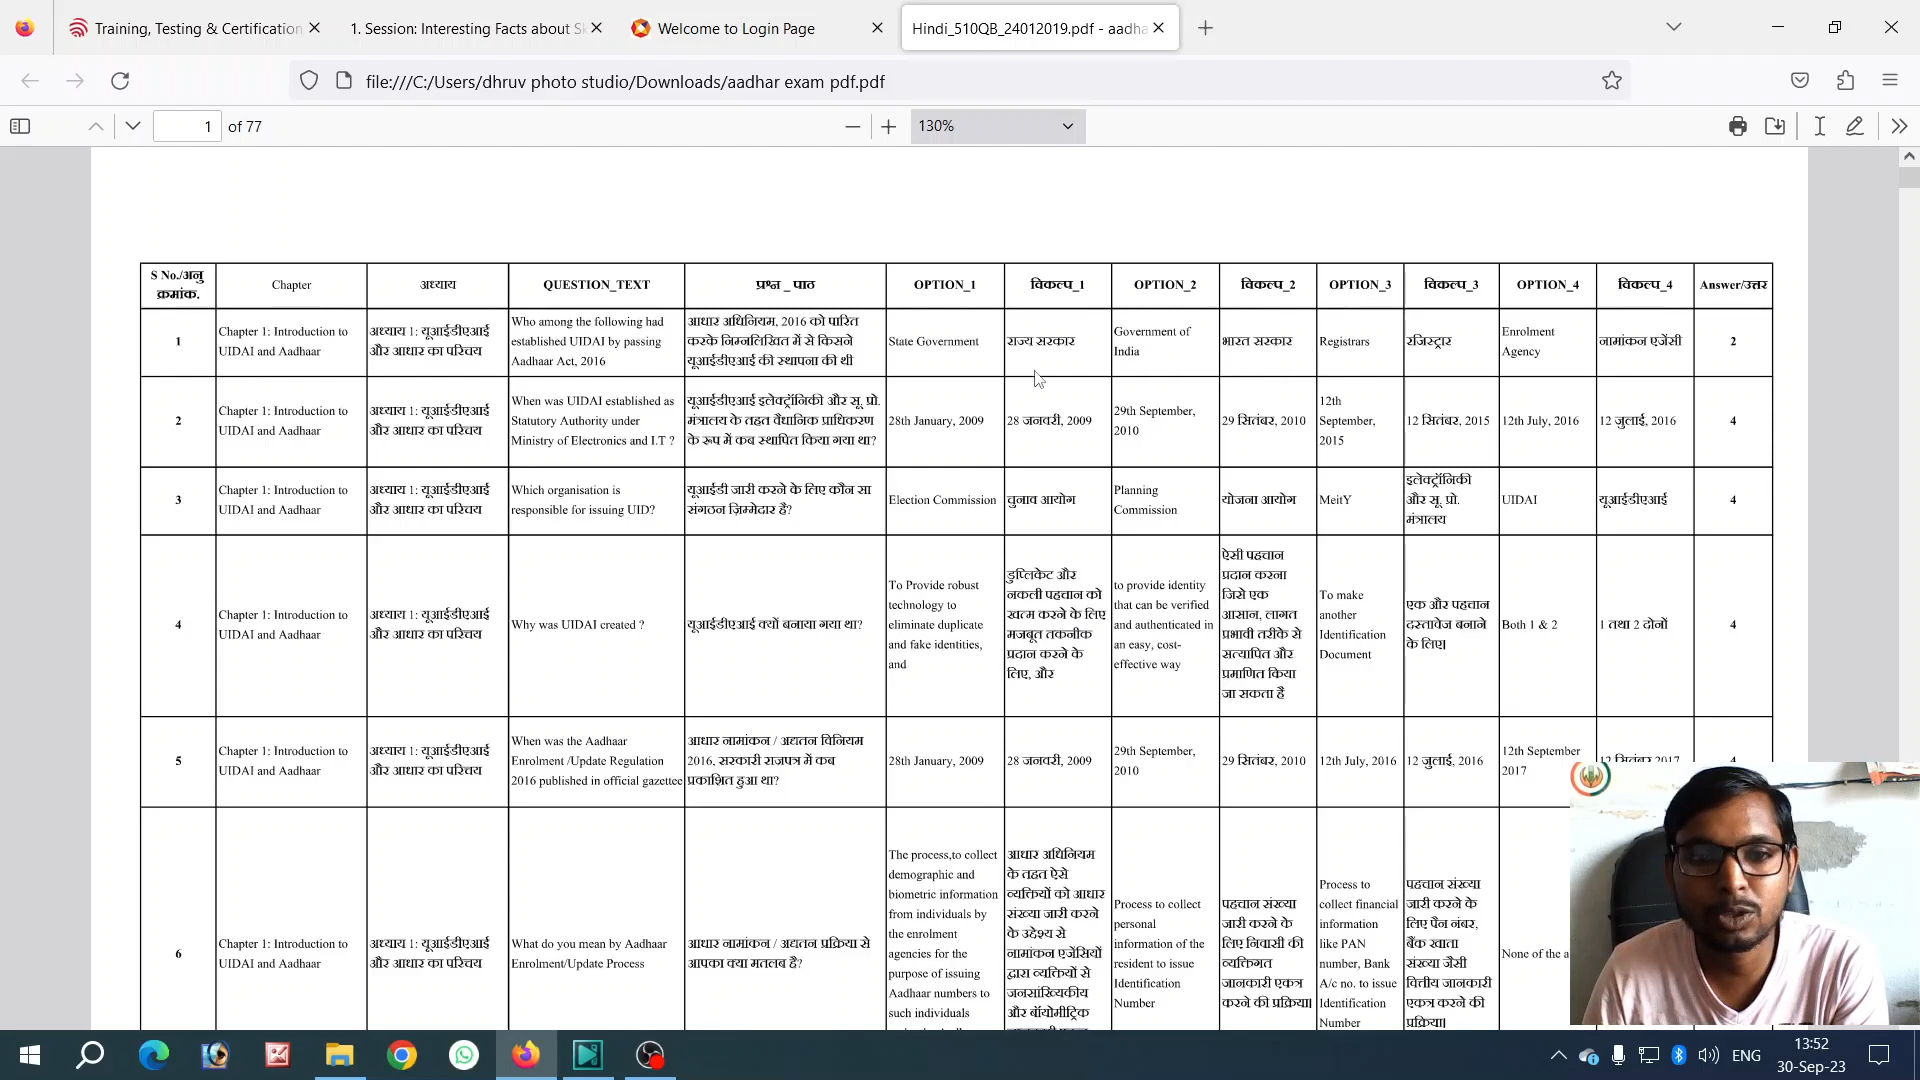 Training, Testing & Certification
1. Session: Interesting Facts about Sk
Welcome to Login Page
Hindi_510QB_24012019.pdf - aadha
file:///C:/Users/dhruv photo studio/Downloads/aadhar exam pdf.pdf
1 of 77
130%
S No./अनु क्रमांक.
Chapter
अध्याय
QUESTION_TEXT
प्रश्न _ पाठ
OPTION_1
विकल्प_1
OPTION_2
विकल्प_2
OPTION_3
विकल्प_3
OPTION_4
विकल्प_4
Answer/उत्तर
1
Chapter 1: Introduction to
UIDAI and Aadhaar
अध्याय 1: यूआईडीएआई
और आधार का परिचय
Who among the following had
established UIDAI by passing
Aadhaar Act, 2016
आधार अधिनियम, 2016 को पारित
करके निम्नलिखित में से किसने
यूआईडीएआई की स्थापना की थी
State Government
राज्य सरकार
Government of
India
भारत सरकार
Registrars
रजिस्ट्रार
Enrolment
Agency
नामांकन एजेंसी
2
2
Chapter 1: Introduction to
UIDAI and Aadhaar
अध्याय 1: यूआईडीएआई
और आधार का परिचय
When was UIDAI established as
Statutory Authority under
Ministry of Electronics and I.T ?
यूआईडीएआई इलेक्ट्रॉनिकी और सू. प्रो.
मंत्रालय के तहत वैधानिक प्राधिकरण
के रूप में कब स्थापित किया गया था?
28th January, 2009
28 जनवरी, 2009
29th September,
2010
29 सितंबर, 2010
12th
September,
2015
12 सितंबर, 2015
12th July, 2016
12 जुलाई, 2016
4
3
Chapter 1: Introduction to
UIDAI and Aadhaar
अध्याय 1: यूआईडीएआई
और आधार का परिचय
Which organisation is
responsible for issuing UID?
यूआईडी जारी करने के लिए कौन सा
संगठन ज़िम्मेदार है?
Election Commission
चुनाव आयोग
Planning
Commission
योजना आयोग
MeitY
इलेक्ट्रॉनिकी
और सू. प्रो.
मंत्रालय
UIDAI
यूआईडीएआई
4
4
Chapter 1: Introduction to
UIDAI and Aadhaar
अध्याय 1: यूआईडीएआई
और आधार का परिचय
Why was UIDAI created ?
यूआईडीएआई क्यों बनाया गया था?
To Provide robust
technology to
eliminate duplicate
and fake identities,
and
डुप्लिकेट और
नकली पहचान को
खत्म करने के लिए
मजबूत तकनीक
प्रदान करने के
लिए, और
to provide identity
that can be verified
and authenticated in
an easy, cost-
effective way
ऐसी पहचान
प्रदान करना
जिसे एक
आसान, लागत
प्रभावी तरीके से
सत्यापित और
प्रमाणित किया
जा सकता है
To make
another
Identification
Document
एक और पहचान
दस्तावेज बनाने
के लिए।
Both 1 & 2
1 तथा 2 दोनों
4
5
Chapter 1: Introduction to
UIDAI and Aadhaar
अध्याय 1: यूआईडीएआई
और आधार का परिचय
When was the Aadhaar
Enrolment /Update Regulation
2016 published in official gazettee
आधार नामांकन / अद्यतन विनियम
2016, सरकारी राजपत्र में कब
प्रकाशित हुआ था?
28th January, 2009
28 जनवरी, 2009
29th September,
2010
29 सितंबर, 2010
12th July, 2016
12 जुलाई, 2016
12th September
2017
12 सितंबर 2017
4
6
Chapter 1: Introduction to
UIDAI and Aadhaar
अध्याय 1: यूआईडीएआई
और आधार का परिचय
What do you mean by Aadhaar
Enrolment/Update Process
आधार नामांकन / अद्यतन प्रक्रिया से
आपका क्या मतलब है?
The process,to collect
demographic and
biometric information
from individuals by
the enrolment
agencies for the
purpose of issuing
Aadhaar numbers to
such individuals
आधार अधिनियम
के तहत ऐसे
व्यक्तियों को आधार
संख्या जारी करने
के उद्देश्य से
नामांकन एजेंसियों
द्वारा व्यक्तियों से
जनसांख्यिकीय
और बॉयोमीट्रिक
Process to collect
personal
information of the
resident to issue
Identification
Number
पहचान संख्या
जारी करने के
लिए निवासी की
व्यक्तिगत
जानकारी एकत्र
करने की प्रक्रिया।
Process to
collect financial
information
like PAN
number, Bank
A/c no. to issue
Identification
Number
पहचान संख्या
जारी करने के
लिए पैन नंबर,
बैंक खाता
संख्या जैसी
वित्तीय जानकारी
एकत्र करने की
प्रक्रिया।
None of the a
ENG
13:52
30-Sep-23